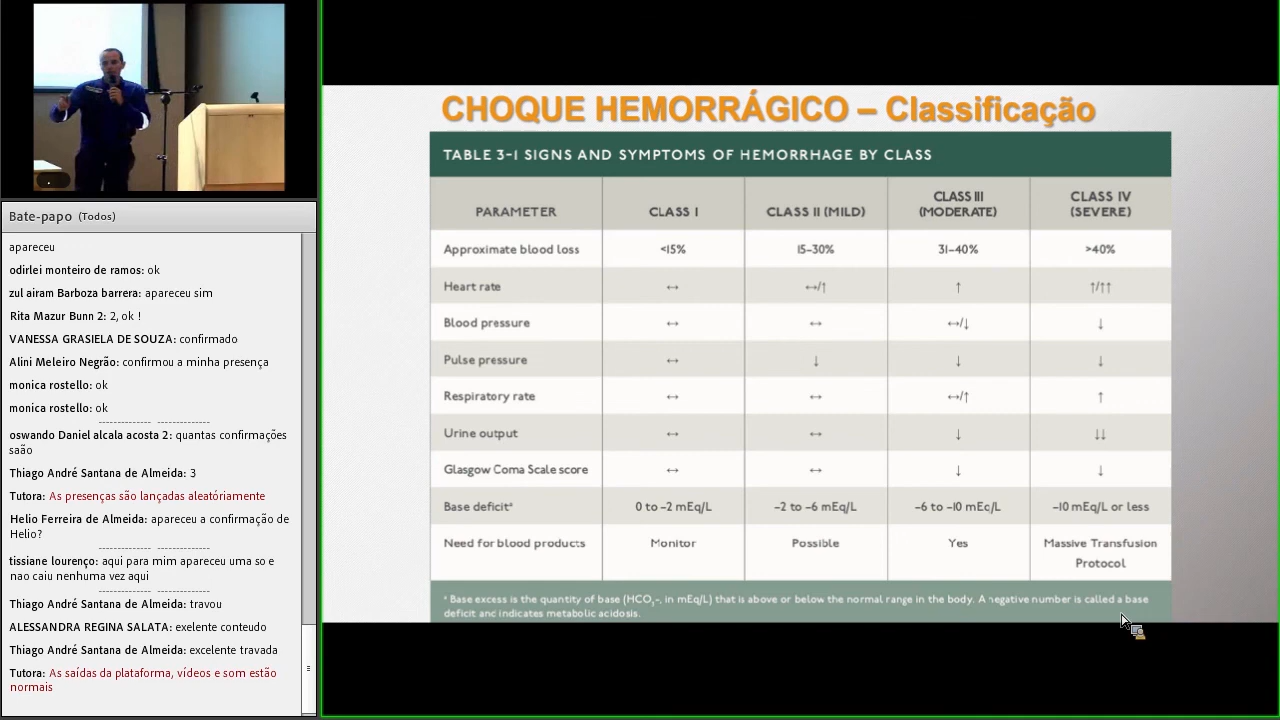 Bate-papo (Todos)
apareceu
odirlei monteiro de ramos: ok
zul airam Barboza barrera: apareceu sim
Rita Mazur Bunn 2: 2, ok !
VANESSA GRASIELA DE SOUZA: confirmado
Alini Meleiro Negrão: confirmou a minha presença
monica rostello: ok
monica rostello: ok
oswando Daniel alcala acosta 2: quantas confirmações
saão
Thiago André Santana de Almeida: 3
Tutora: As presenças são lançadas aleatóriamente
Helio Ferreira de Almeida: apareceu a confirmação de
Helio?
tissiane lourenço: aqui para mim apareceu uma so e
nao caiu nenhuma vez aqui
Thiago André Santana de Almeida: travou
ALESSANDRA REGINA SALATA: exelente conteudo
Thiago André Santana de Almeida: excelente travada
Tutora: As saídas da plataforma, vídeos e som estão
normais
CHOQUE HEMORRÁGICO – Classificação
TABLE 3-1 SIGNS AND SYMPTOMS OF HEMORRHAGE BY CLASS
PARAMETER CLASS I CLASS II (MILD) CLASS III (MODERATE) CLASS IV (SEVERE)
Approximate blood loss <15% 15–30% 31–40% >40%
Heart rate ↔ ↔/↑ ↑ ↑/↑↑
Blood pressure ↔ ↔ ↔/↓ ↓
Pulse pressure ↔ ↓ ↓ ↓
Respiratory rate ↔ ↔ ↔/↑ ↑
Urine output ↔ ↔ ↓ ↓↓
Glasgow Coma Scale score ↔ ↔ ↓ ↓
Base deficitᵃ 0 to –2 mEq/L –2 to –6 mEq/L –6 to –10 mEq/L –10 mEq/L or less
Need for blood products Monitor Possible Yes Massive Transfusion Protocol
ᵃ Base excess is the quantity of base (HCO₃-, in mEq/L) that is above or below the normal range in the body. A negative number is called a base
deficit and indicates metabolic acidosis.